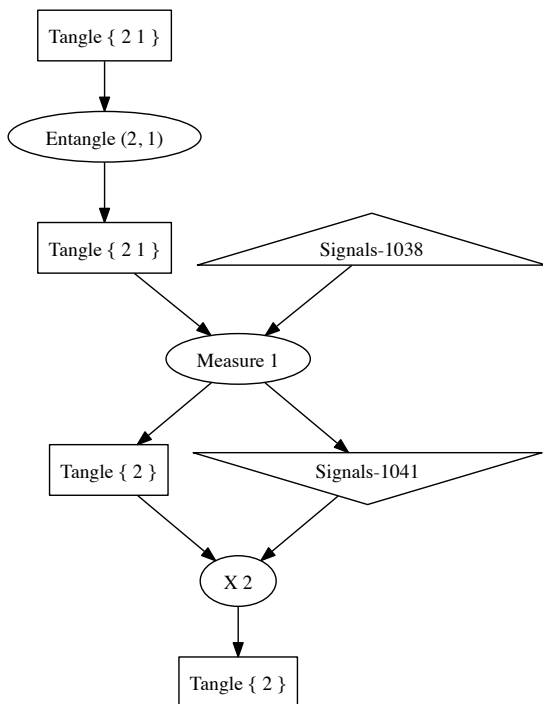 Tangle { 2 1 }
Entangle (2, 1)
Tangle { 2 1 }
Signals-1038
Measure 1
Tangle { 2 }
Signals-1041
X 2
Tangle { 2 }